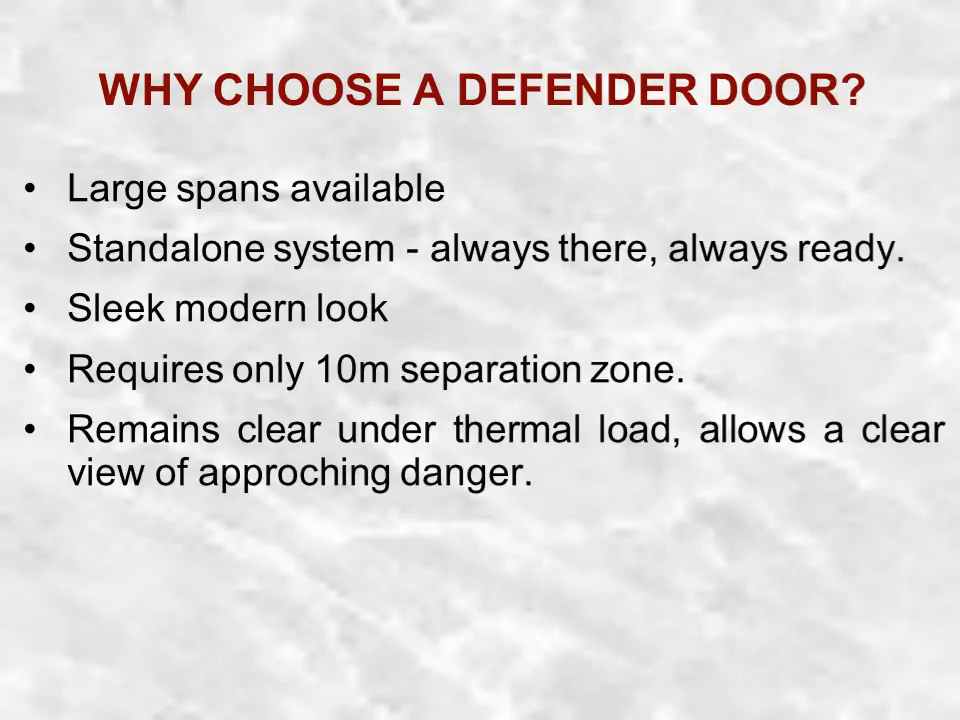 WHY CHOOSE A DEFENDER DOOR?
• Large spans available
• Standalone system - always there, always ready.
• Sleek modern look
• Requires only 10m separation zone.
• Remains clear under thermal load, allows a clear
view of approching danger.